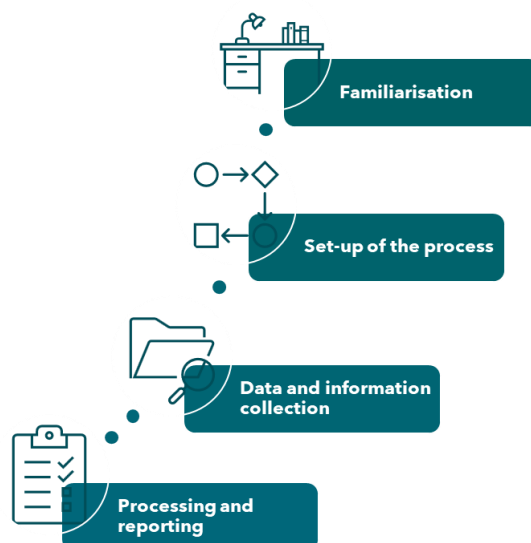 Familiarisation
Set-up of the process
Data and information
collection
Processing and
reporting